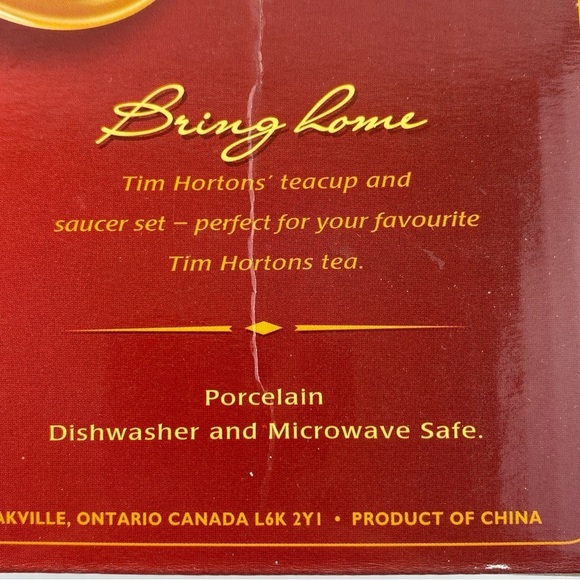 Bring home
Tim Hortons' teacup and
saucer set – perfect for your favourite
Tim Hortons tea.
Porcelain
Dishwasher and Microwave Safe.
AKVILLE, ONTARIO CANADA L6K 2Y1 • PRODUCT OF CHINA